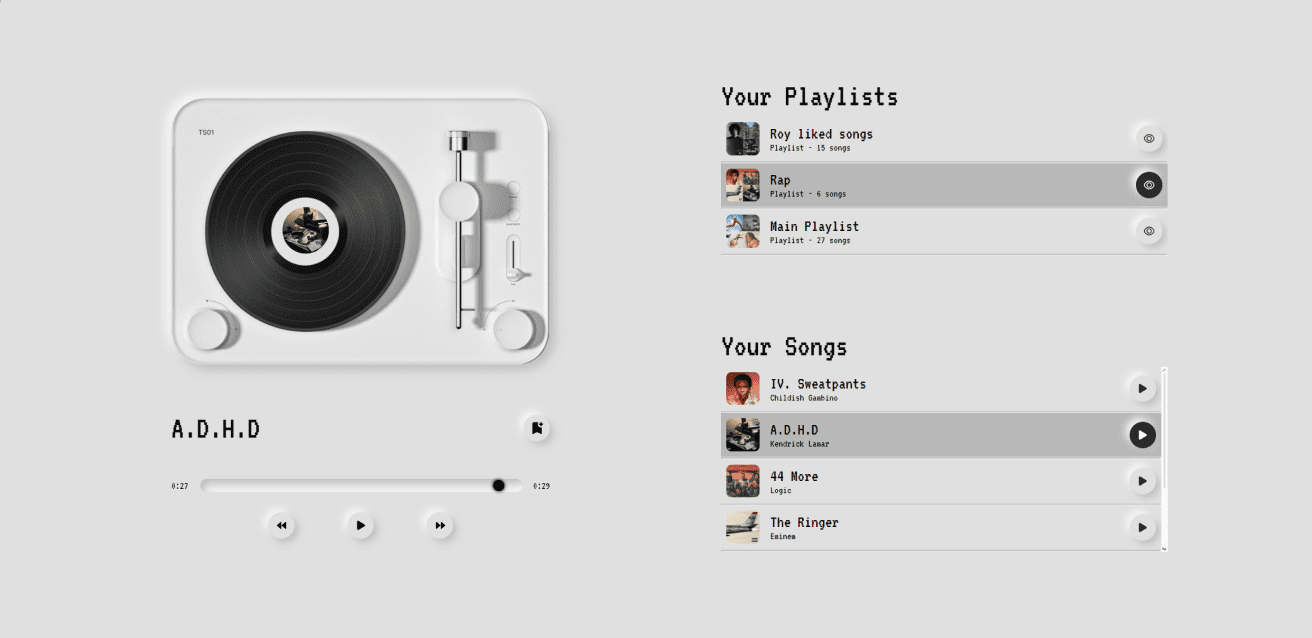 TS01
A.D.H.D
0:27
0:29
Your Playlists
Roy liked songs
Playlist - 15 songs
Rap
Playlist - 6 songs
Main Playlist
Playlist - 27 songs
Your Songs
IV. Sweatpants
Childish Gambino
A.D.H.D
Kendrick Lamar
44 More
Logic
The Ringer
Eminem